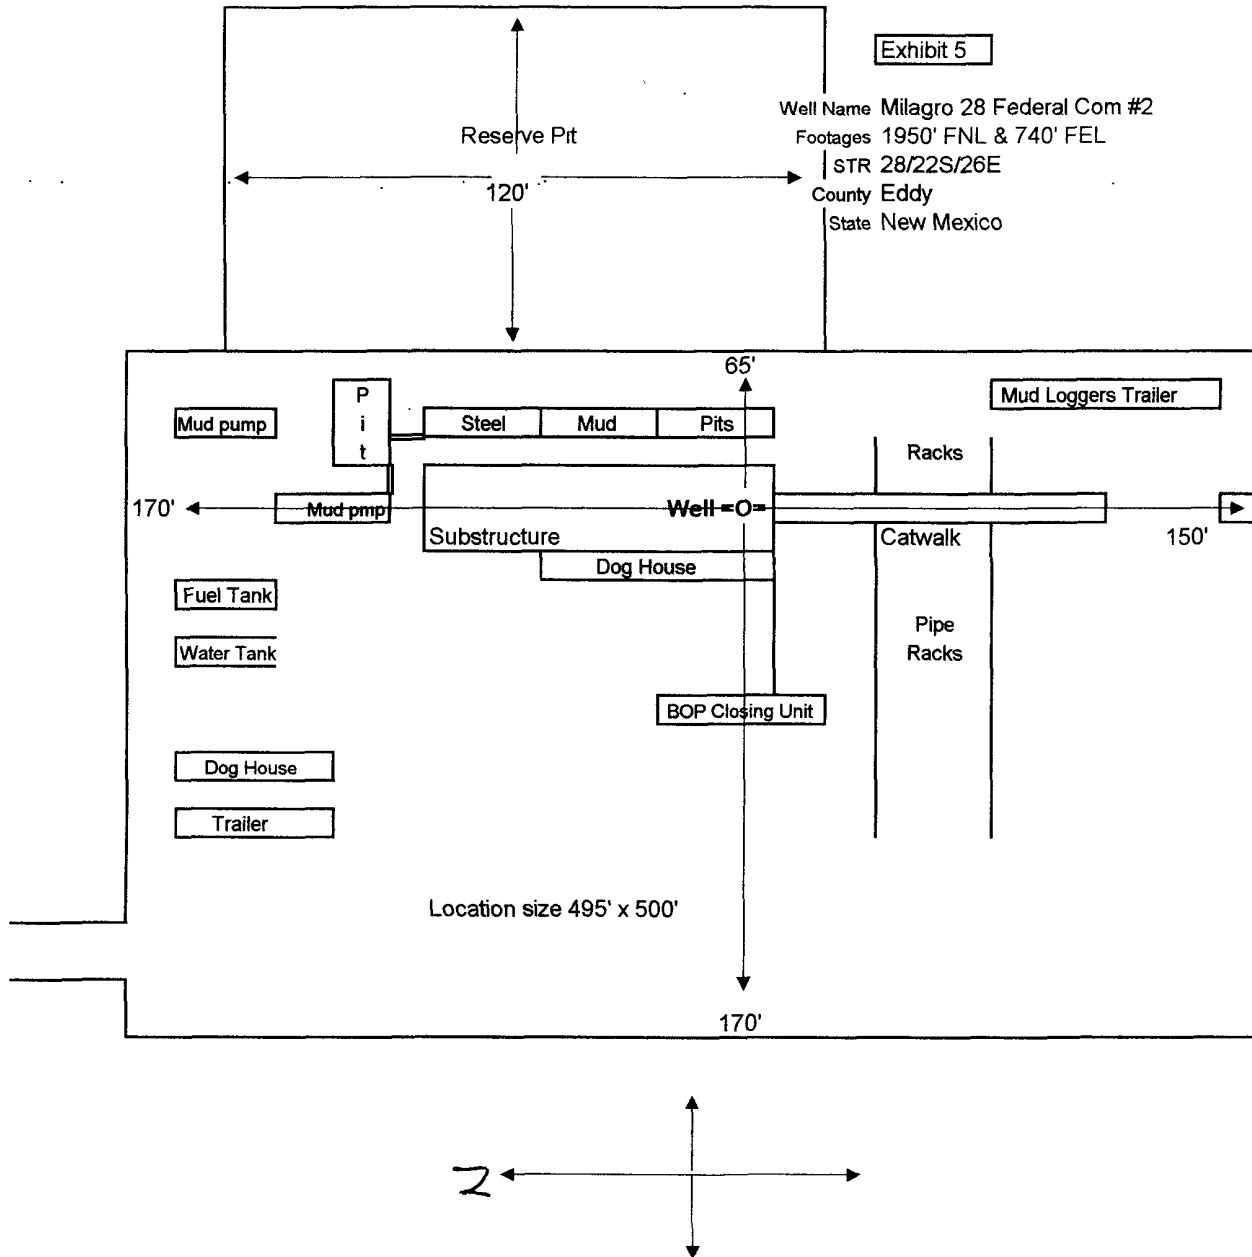 Exhibit 5
Well Name Milagro 28 Federal Com #2
Footages 1950' FNL & 740' FEL
STR 28/22S/26E
County Eddy
State New Mexico
Reserve Pit
120'
65'
Mud Loggers Trailer
Pit
Mud pump
Steel Mud Pits
Racks
170'
Mud pmp
Well =O=
150'
Substructure
Catwalk
Dog House
Fuel Tank
Water Tank
Pipe
Racks
BOP Closing Unit
Dog House
Trailer
Location size 495' x 500'
170'
N